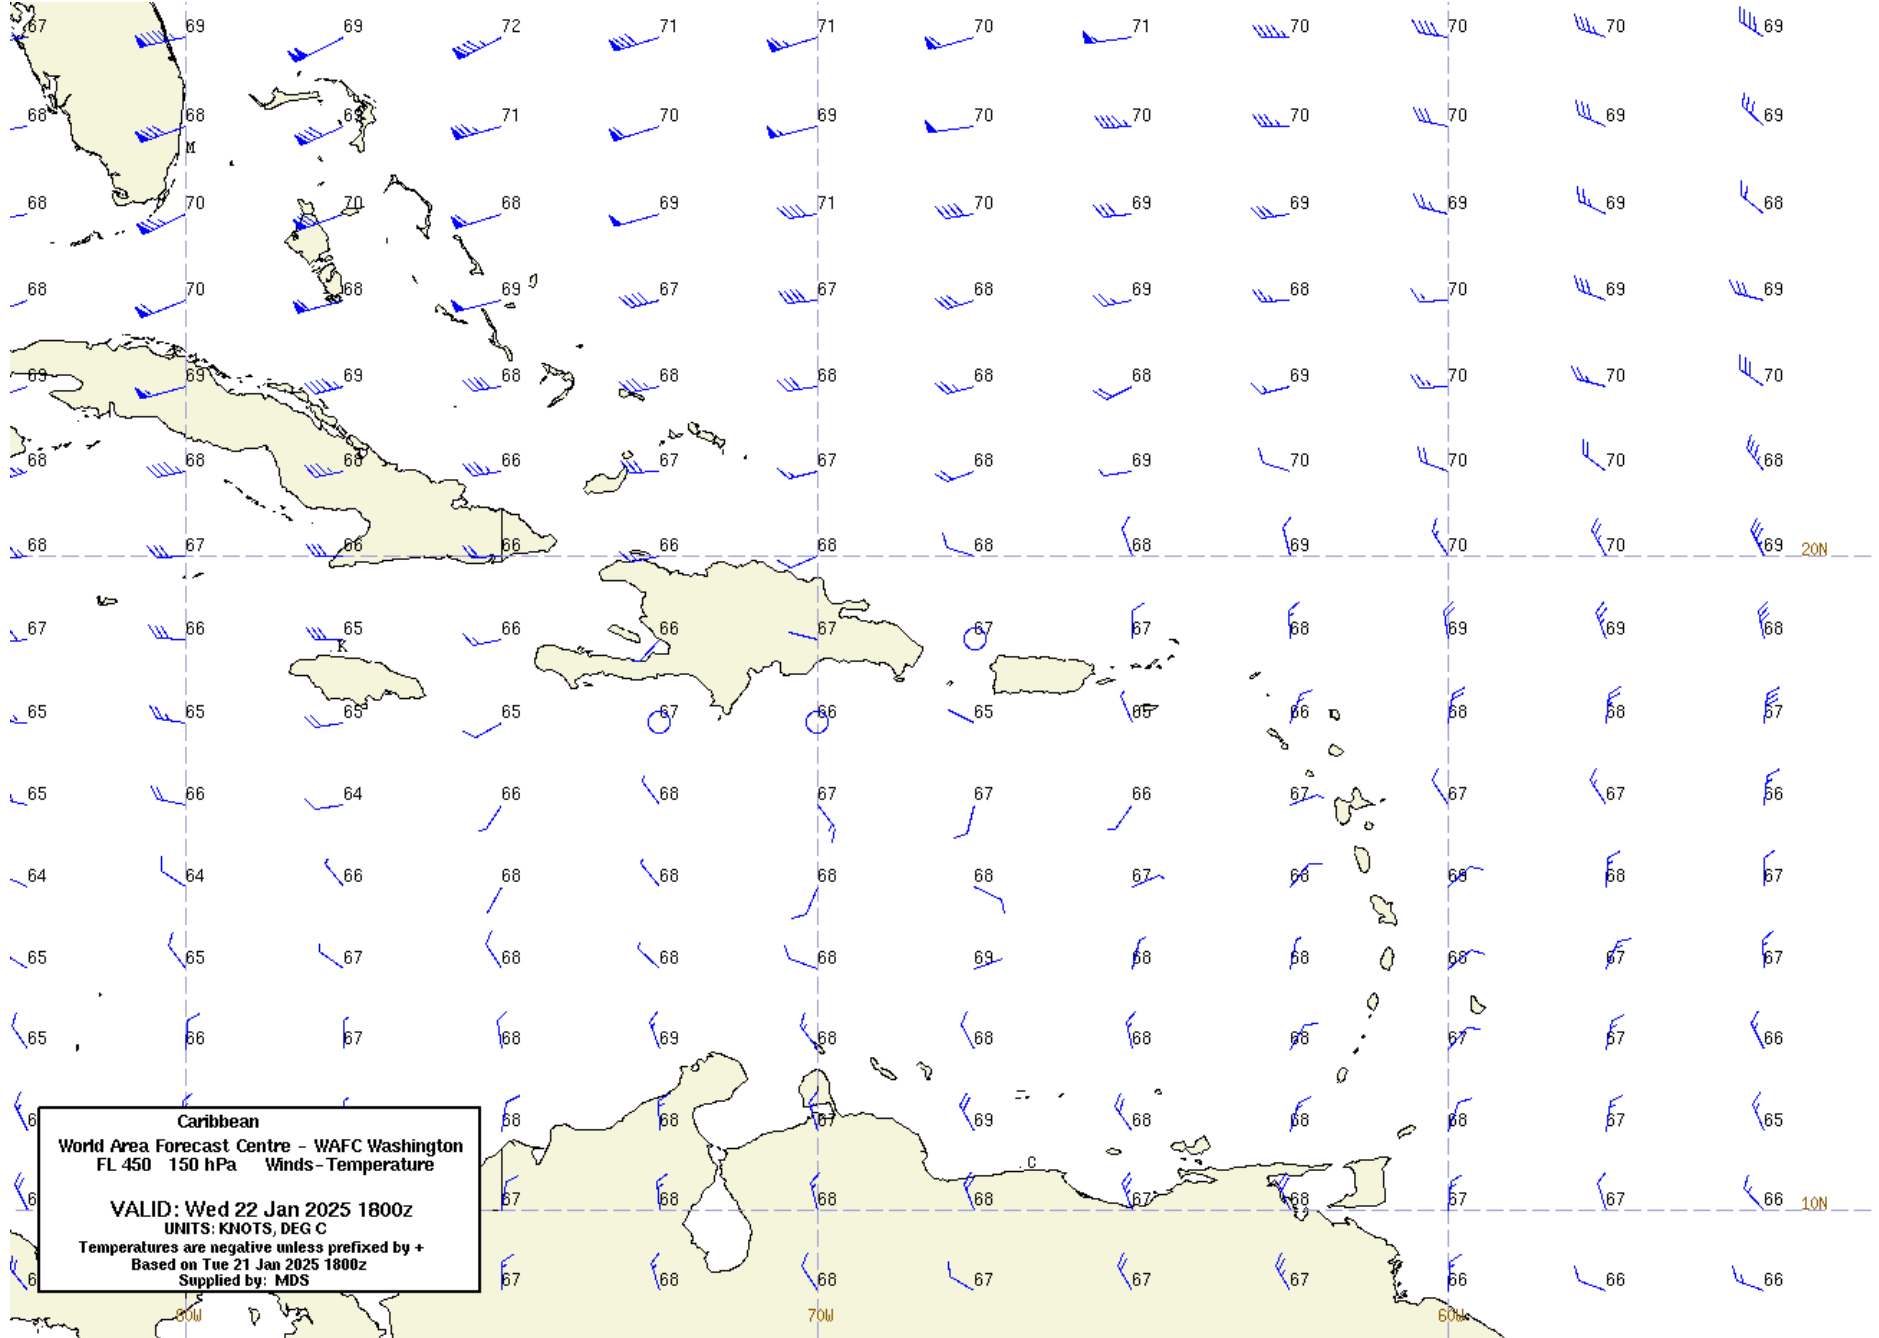 67 69 69 72 71 71 70 71 70 70 70 69
68 68 63 71 70 69 70 70 70 70 69 69
M
68 70 70 68 69 71 70 69 69 69 69 68
68 70 68 69 67 67 68 69 68 70 69 69
69 69 69 68 68 68 68 68 69 70 70 70
68 68 68 66 67 67 68 69 70 70 70 68
68 67 66 66 66 68 68 68 69 70 70 69 20N
67 66 65 66 66 67 67 67 68 69 69 68
K
65 65 65 65 67 66 65 65 66 68 68 67
65 66 64 66 68 67 67 66 67 67 67 66
64 64 66 68 68 68 68 67 68 69 68 67
65 65 67 68 68 68 69 68 68 68 67 67
65 66 67 68 69 68 68 68 68 67 67 66
68 68 67 69 68 68 68 67 65
C
67 68 68 68 67 68 67 67 66 10N
67 68 68 67 67 67 66 66 66
Caribbean
World Area Forecast Centre - WAFC Washington
FL 450 150 hPa Winds-Temperature
VALID: Wed 22 Jan 2025 1800z
UNITS: KNOTS, DEG C
Temperatures are negative unless prefixed by +
Based on Tue 21 Jan 2025 1800z
Supplied by: MDS
80W 70W 60W